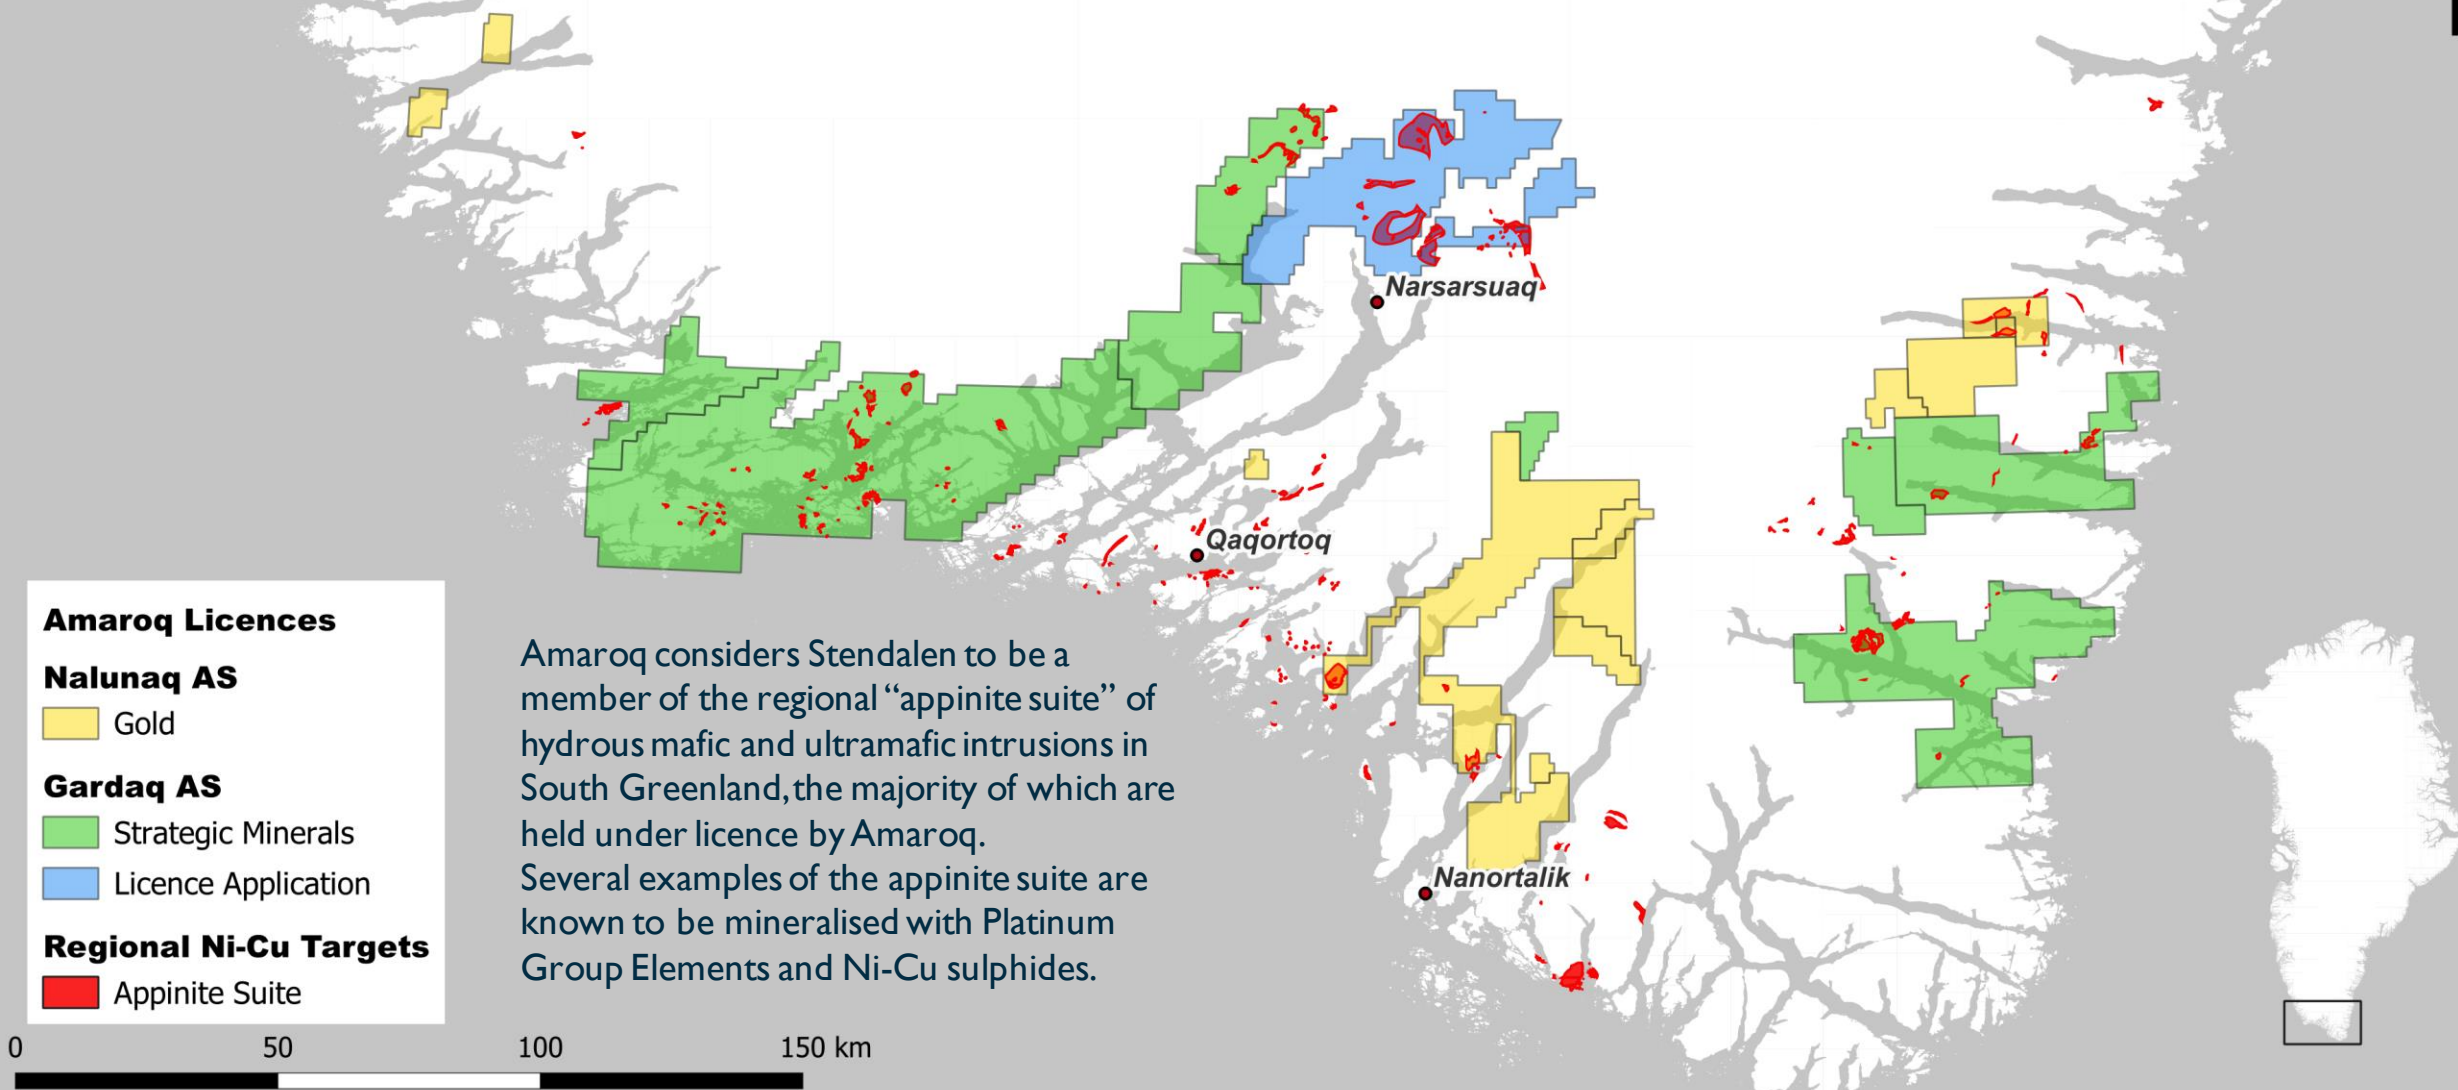 Narsarsuaq
Qaqortoq
Nanortalik
Amaroq Licences
Nalunaq AS
Gold
Gardaq AS
Strategic Minerals
Licence Application
Regional Ni-Cu Targets
Appinite Suite
Amaroq considers Stendalen to be a
member of the regional “appinite suite” of
hydrous mafic and ultramafic intrusions in
South Greenland, the majority of which are
held under licence by Amaroq.
Several examples of the appinite suite are
known to be mineralised with Platinum
Group Elements and Ni-Cu sulphides.
0 50 100 150 km